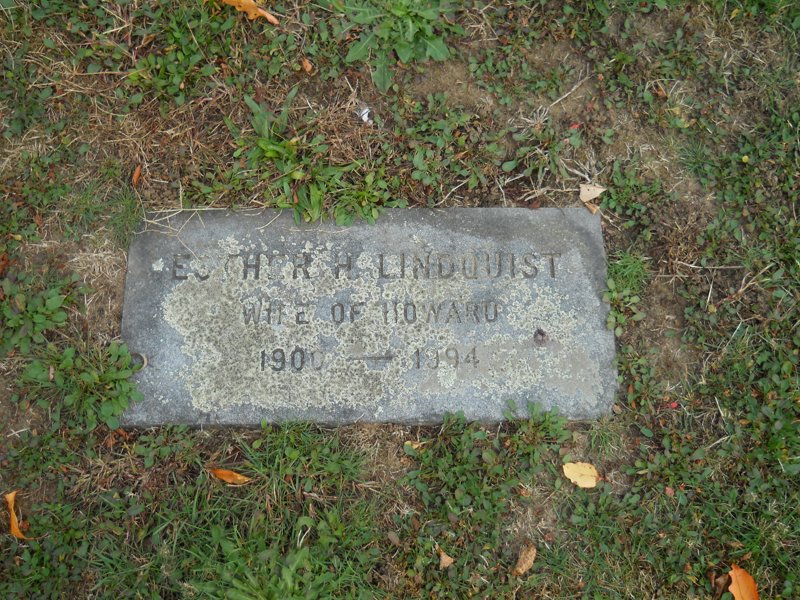 ESTHER H. LINDQUIST
WIFE OF HOWARD
1900 — 1994